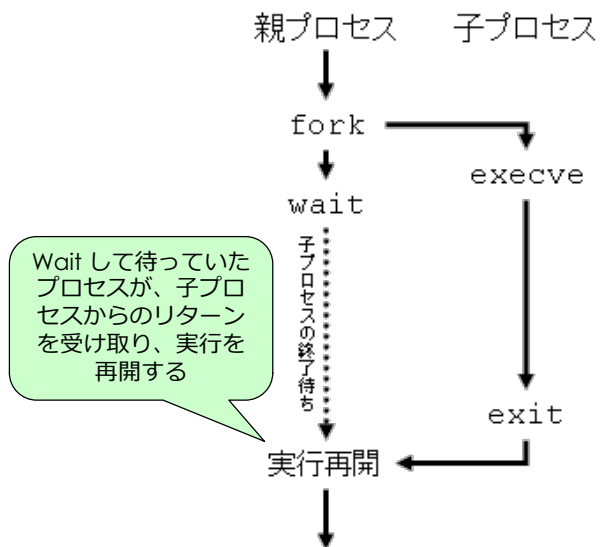 親プロセス 子プロセス
fork
execve
wait
子プロセスの終了待ち
Wait して待っていた
プロセスが、子プロ
セスからのリターン
を受け取り、実行を
再開する
exit
実行再開